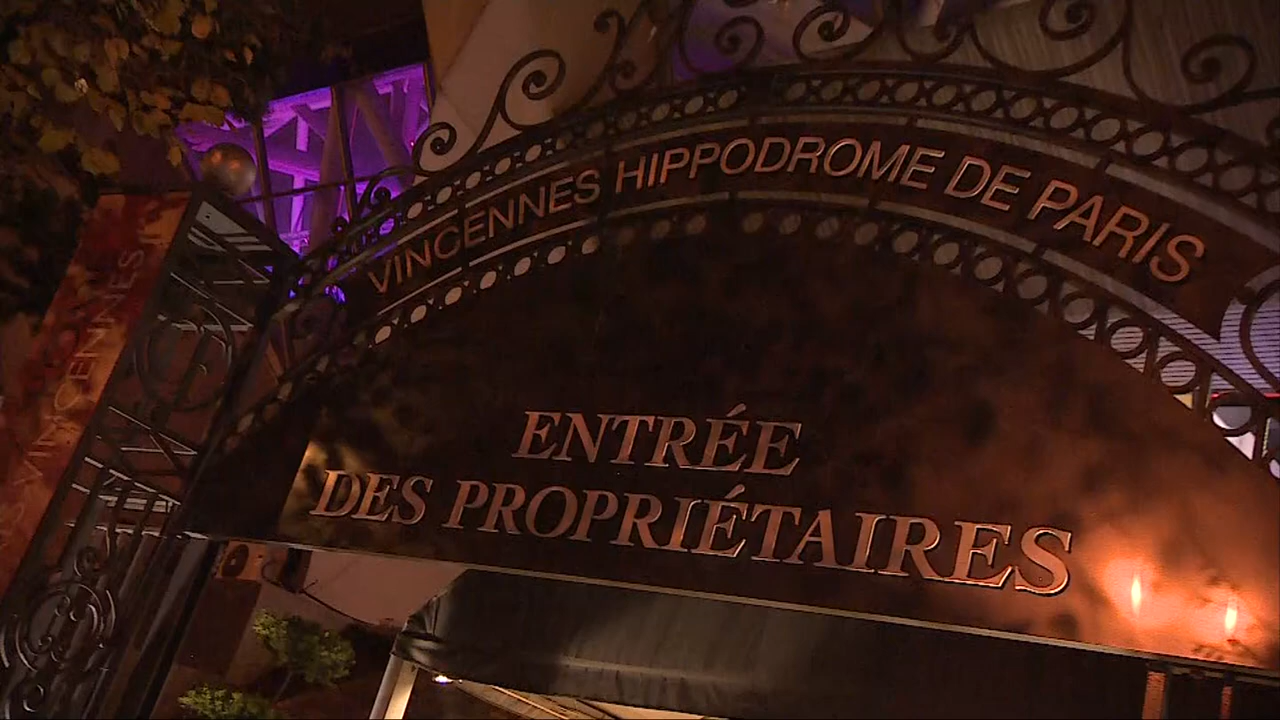 VINCENNES HIPPODROME DE PARIS
ENTRÉE
DES PROPRIÉTAIRES
VINCENNES